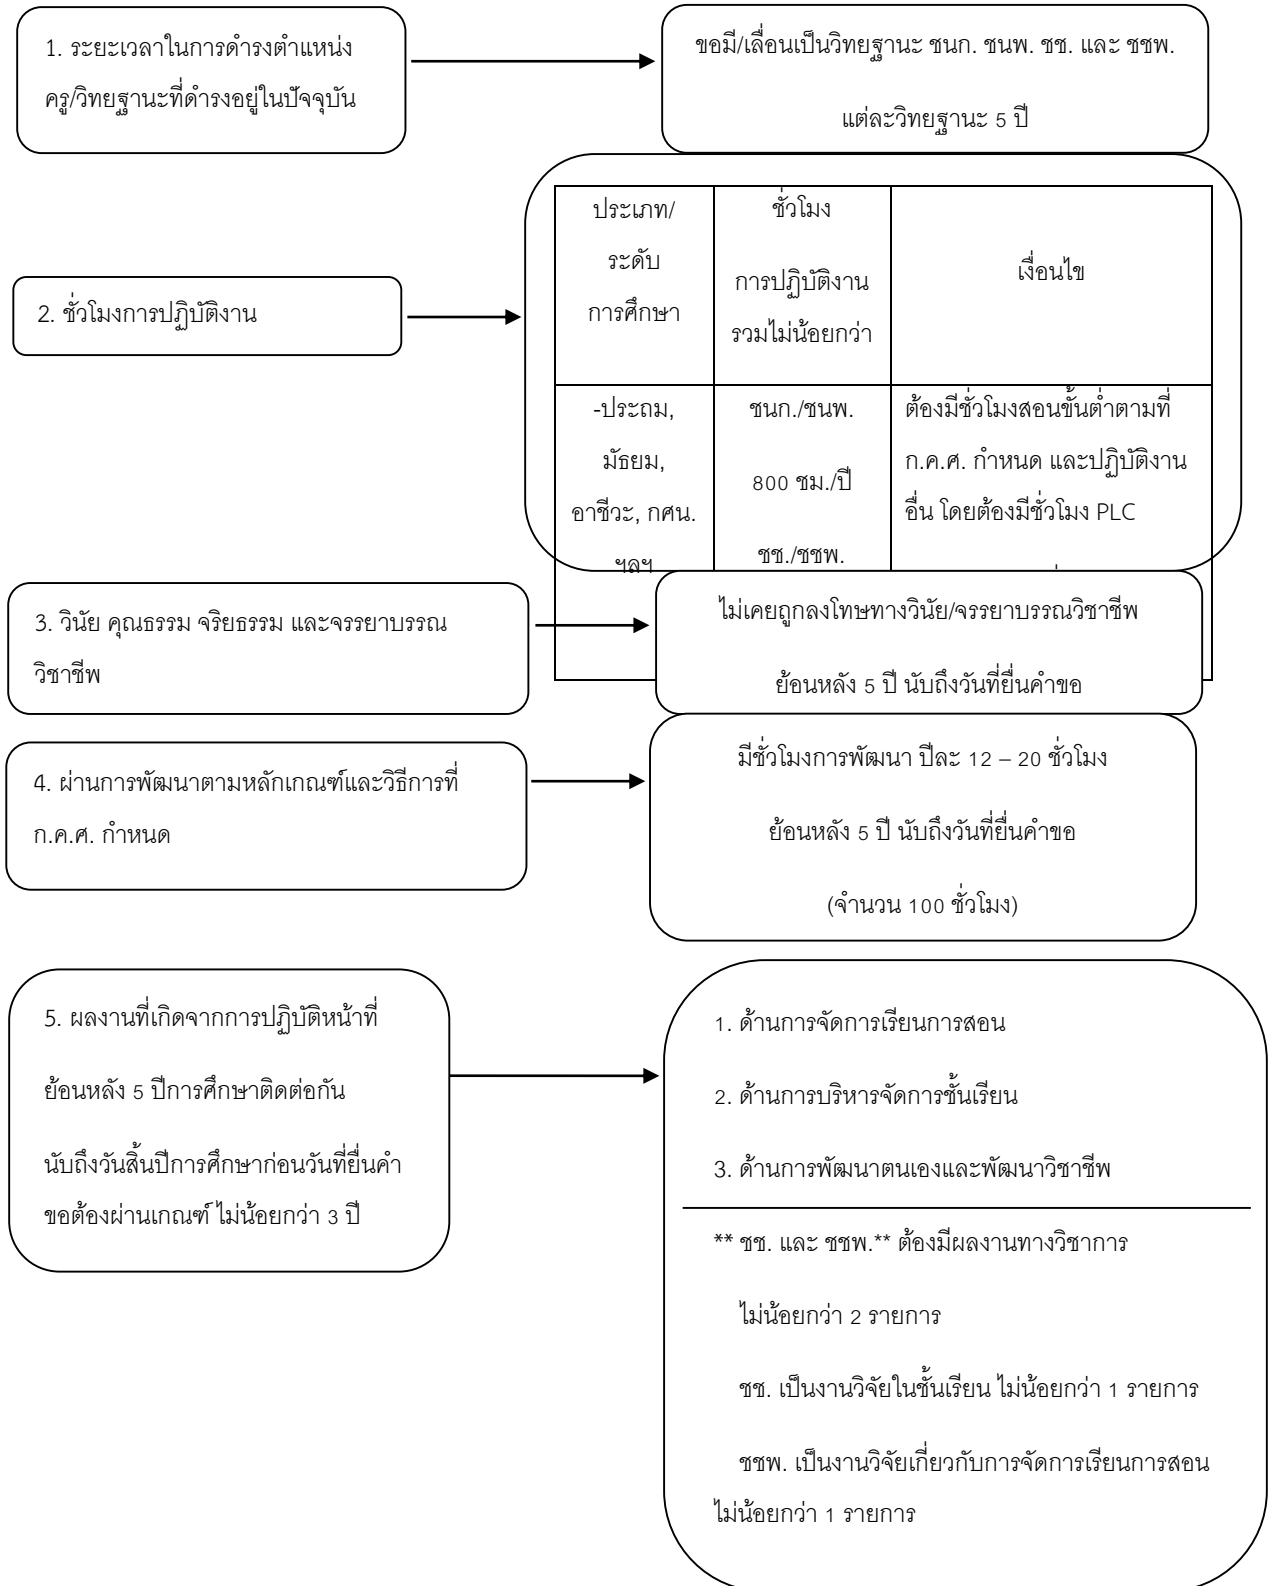 1. ระยะเวลาในการดำรงตำแหน่ง
ครู/วิทยฐานะที่ดำรงอยู่ในปัจจุบัน
ขอมี/เลื่อนเป็นวิทยฐานะ ชนก. ชนพ. ชช. และ ชชพ.
แต่ละวิทยฐานะ 5 ปี
2. ชั่วโมงการปฏิบัติงาน
ประเภท/
ระดับ
การศึกษา
ชั่วโมง
การปฏิบัติงาน
รวมไม่น้อยกว่า
เงื่อนไข
-ประถม,
มัธยม,
อาชีวะ, กศน.
ฯลฯ
ชนก./ชนพ.
800 ชม./ปี
ชช./ชชพ.
ต้องมีชั่วโมงสอนขั้นต่ำตามที่
ก.ค.ศ. กำหนด และปฏิบัติงาน
อื่น โดยต้องมีชั่วโมง PLC
3. วินัย คุณธรรม จริยธรรม และจรรยาบรรณ
วิชาชีพ
ไม่เคยถูกลงโทษทางวินัย/จรรยาบรรณวิชาชีพ
ย้อนหลัง 5 ปี นับถึงวันที่ยื่นคำขอ
4. ผ่านการพัฒนาตามหลักเกณฑ์และวิธีการที่
ก.ค.ศ. กำหนด
มีชั่วโมงการพัฒนา ปีละ 12 – 20 ชั่วโมง
ย้อนหลัง 5 ปี นับถึงวันที่ยื่นคำขอ
(จำนวน 100 ชั่วโมง)
5. ผลงานที่เกิดจากการปฏิบัติหน้าที่
ย้อนหลัง 5 ปีการศึกษาติดต่อกัน
นับถึงวันสิ้นปีการศึกษาก่อนวันที่ยื่นคำ
ขอต้องผ่านเกณฑ์ ไม่น้อยกว่า 3 ปี
1. ด้านการจัดการเรียนการสอน
2. ด้านการบริหารจัดการชั้นเรียน
3. ด้านการพัฒนาตนเองและพัฒนาวิชาชีพ
** ชช. และ ชชพ.** ต้องมีผลงานทางวิชาการ
ไม่น้อยกว่า 2 รายการ
ชช. เป็นงานวิจัยในชั้นเรียน ไม่น้อยกว่า 1 รายการ
ชชพ. เป็นงานวิจัยเกี่ยวกับการจัดการเรียนการสอน
ไม่น้อยกว่า 1 รายการ